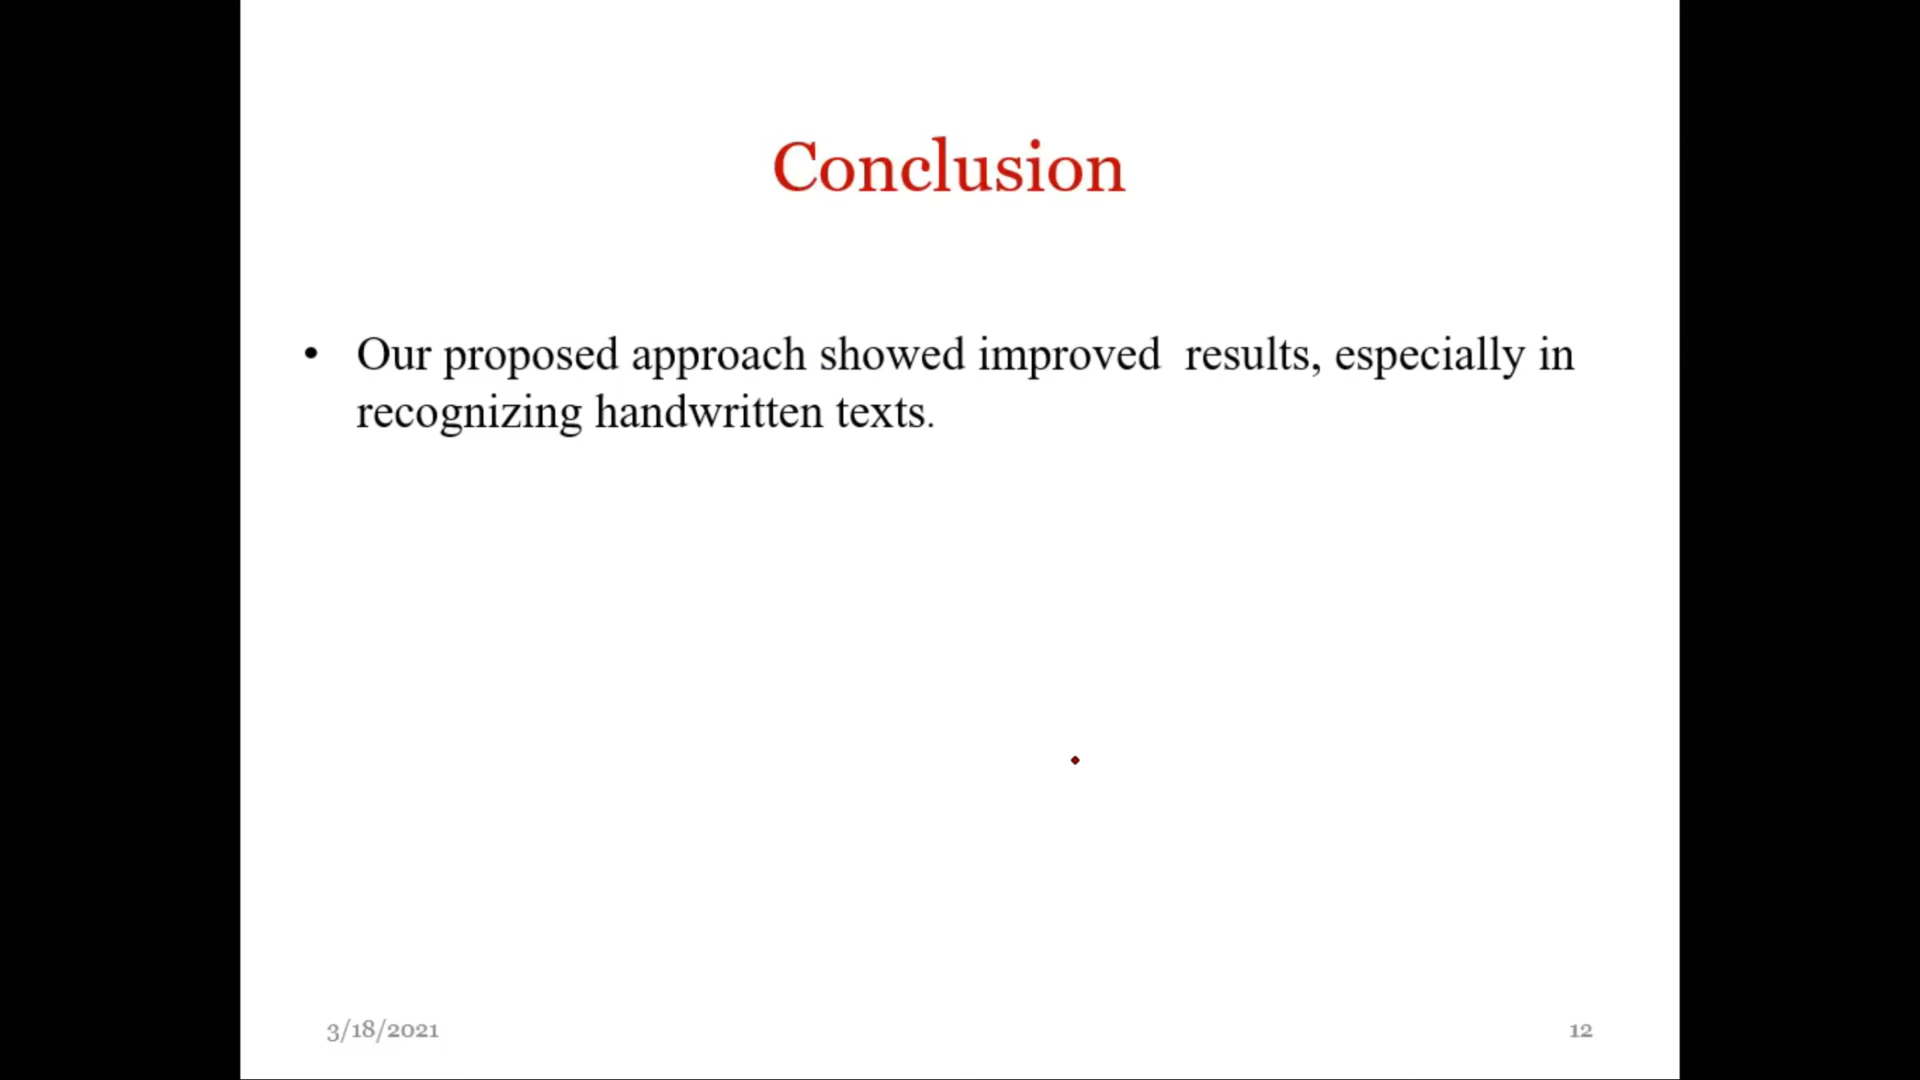 Conclusion
• Our proposed approach showed improved  results, especially in
recognizing handwritten texts.
3/18/2021
12